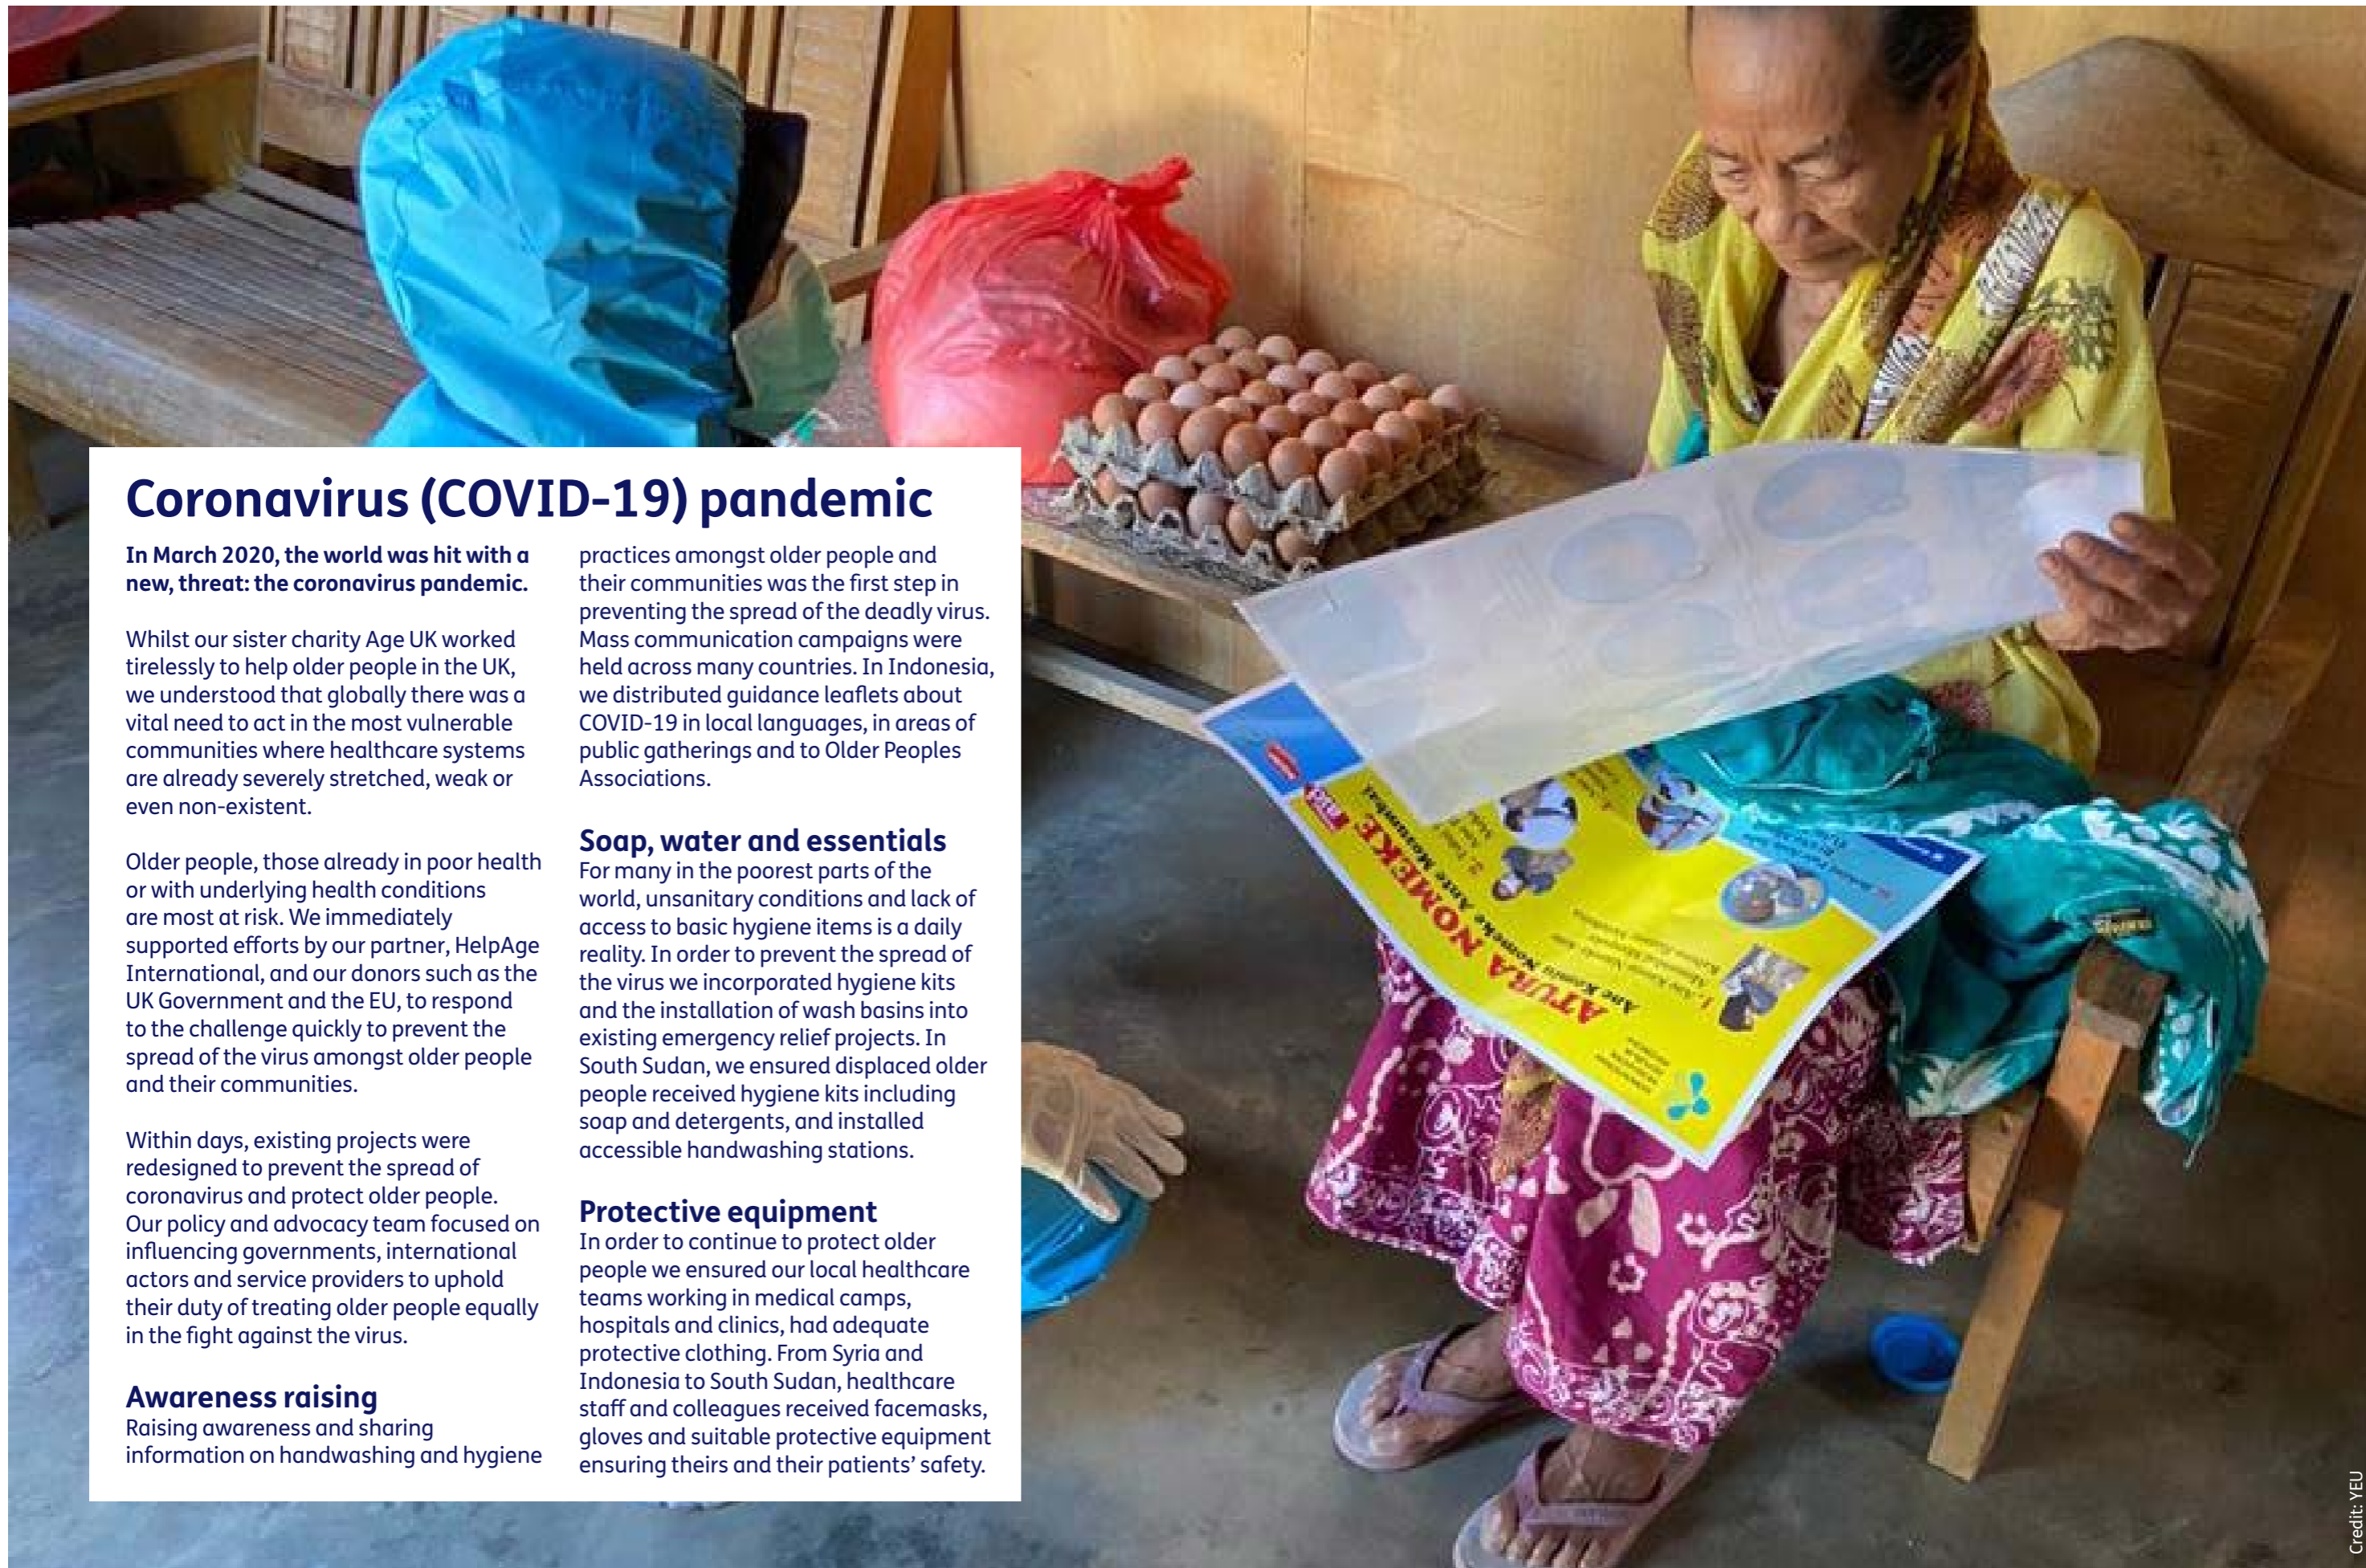 Coronavirus (COVID-19) pandemic
In March 2020, the world was hit with a
new, threat: the coronavirus pandemic.
Whilst our sister charity Age UK worked
tirelessly to help older people in the UK,
we understood that globally there was a
vital need to act in the most vulnerable
communities where healthcare systems
are already severely stretched, weak or
even non-existent.
Older people, those already in poor health
or with underlying health conditions
are most at risk. We immediately
supported efforts by our partner, HelpAge
International, and our donors such as the
UK Government and the EU, to respond
to the challenge quickly to prevent the
spread of the virus amongst older people
and their communities.
Within days, existing projects were
redesigned to prevent the spread of
coronavirus and protect older people.
Our policy and advocacy team focused on
influencing governments, international
actors and service providers to uphold
their duty of treating older people equally
in the fight against the virus.
Awareness raising
Raising awareness and sharing
information on handwashing and hygiene
practices amongst older people and
their communities was the first step in
preventing the spread of the deadly virus.
Mass communication campaigns were
held across many countries. In Indonesia,
we distributed guidance leaflets about
COVID-19 in local languages, in areas of
public gatherings and to Older Peoples
Associations.
Soap, water and essentials
For many in the poorest parts of the
world, unsanitary conditions and lack of
access to basic hygiene items is a daily
reality. In order to prevent the spread of
the virus we incorporated hygiene kits
and the installation of wash basins into
existing emergency relief projects. In
South Sudan, we ensured displaced older
people received hygiene kits including
soap and detergents, and installed
accessible handwashing stations.
Protective equipment
In order to continue to protect older
people we ensured our local healthcare
teams working in medical camps,
hospitals and clinics, had adequate
protective clothing. From Syria and
Indonesia to South Sudan, healthcare
staff and colleagues received facemasks,
gloves and suitable protective equipment
ensuring theirs and their patients’ safety.
ATURA NOMEKE
Credit: YEU